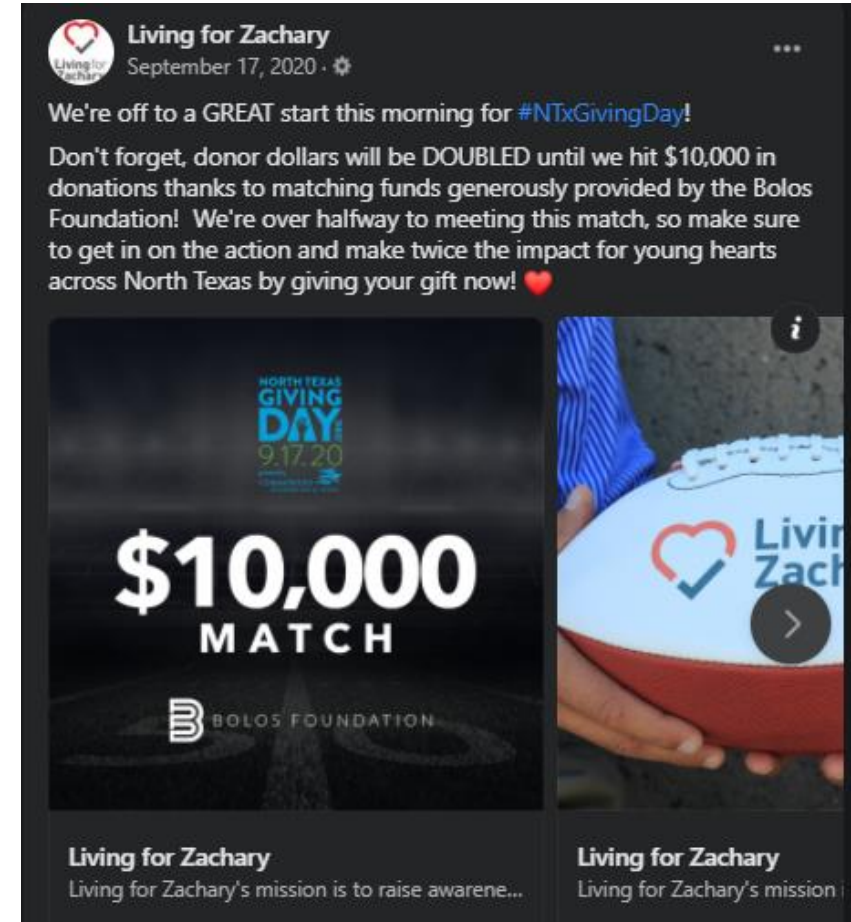 Living for Zachary
September 17, 2020 ·
Living for
Zachary
We're off to a GREAT start this morning for #NTxGivingDay!
Don't forget, donor dollars will be DOUBLED until we hit $10,000 in
donations thanks to matching funds generously provided by the Bolos
Foundation! We're over halfway to meeting this match, so make sure
to get in on the action and make twice the impact for young hearts
across North Texas by giving your gift now! ❤️
NORTH TEXAS
GIVING
DAY
9.17.20
$10,000
MATCH
BOLOS FOUNDATION
i
Livin
Zach
Living for Zachary
Living for Zachary's mission is to raise awarene...
Living for Zachary
Living for Zachary's mission